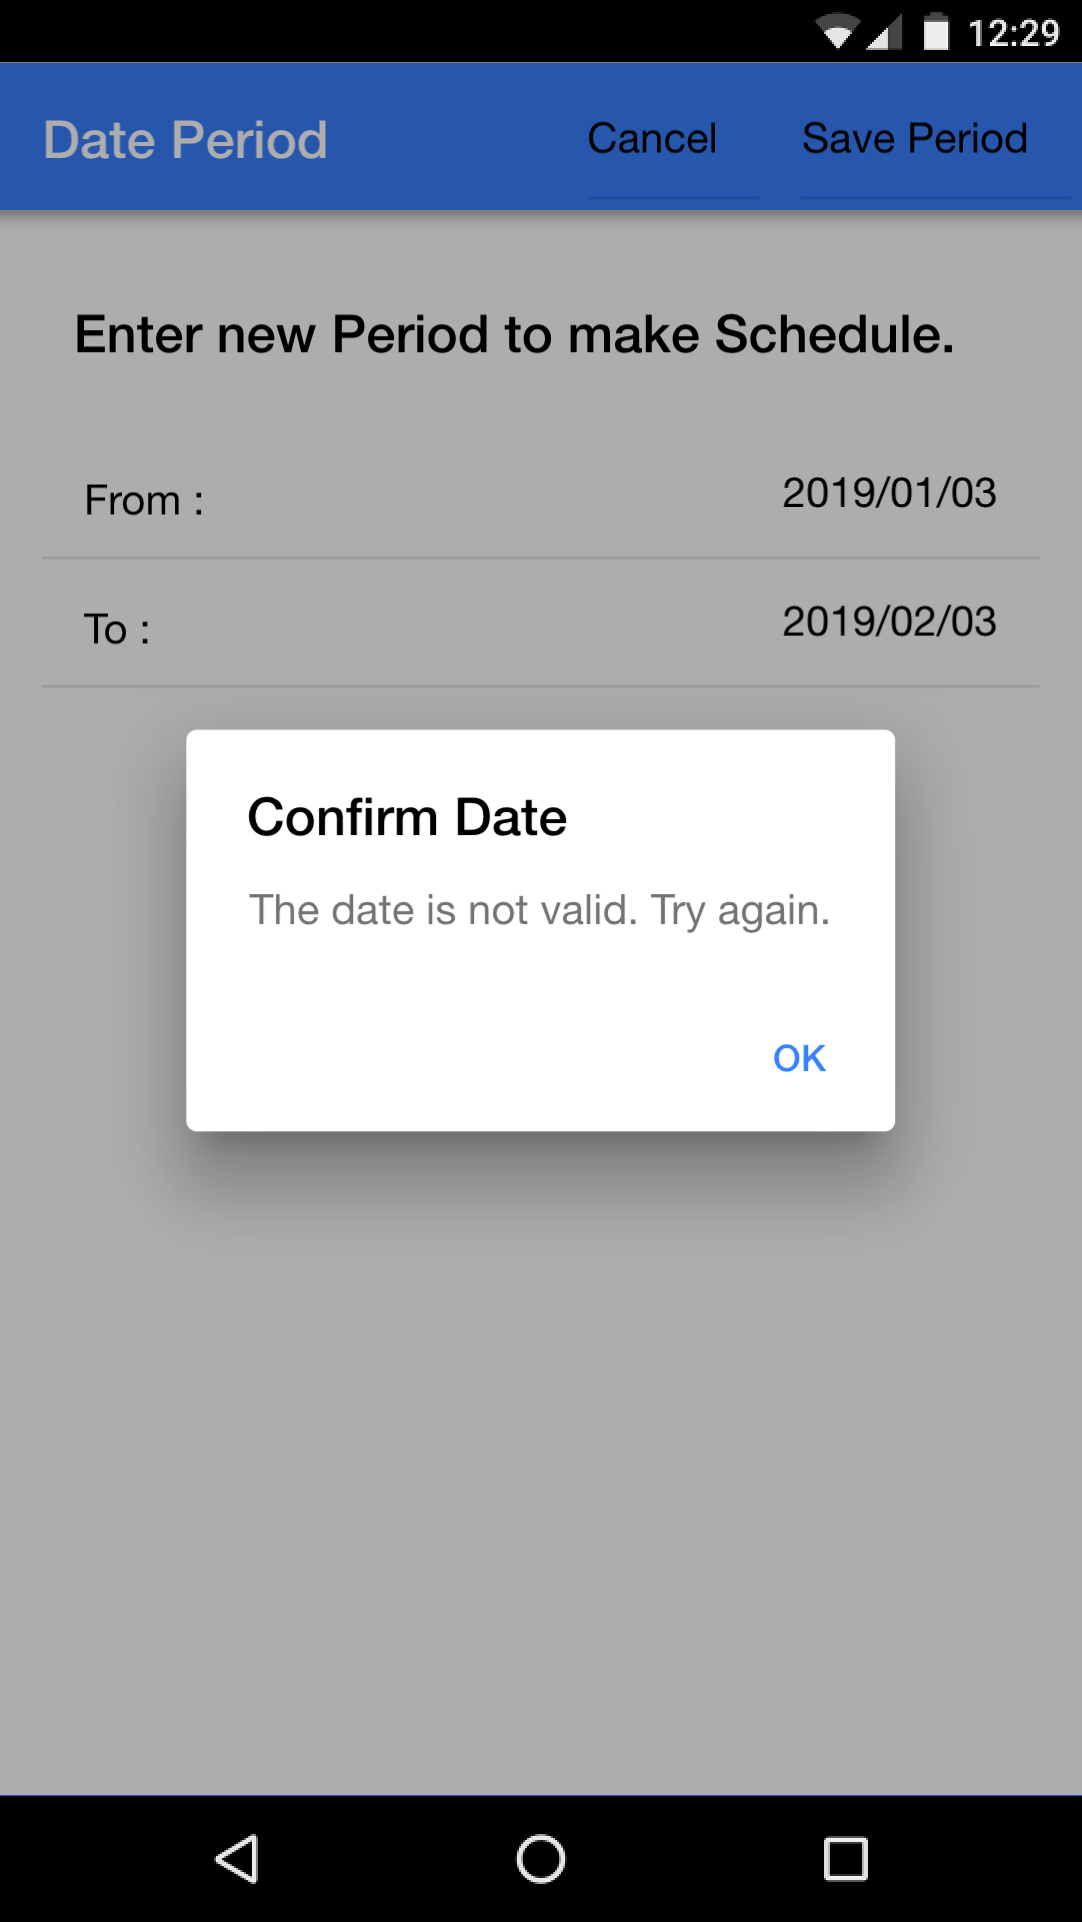 12:29
Date Period Cancel Save Period
Enter new Period to make Schedule.
From : 2019/01/03
To : 2019/02/03
Confirm Date
The date is not valid. Try again.
OK